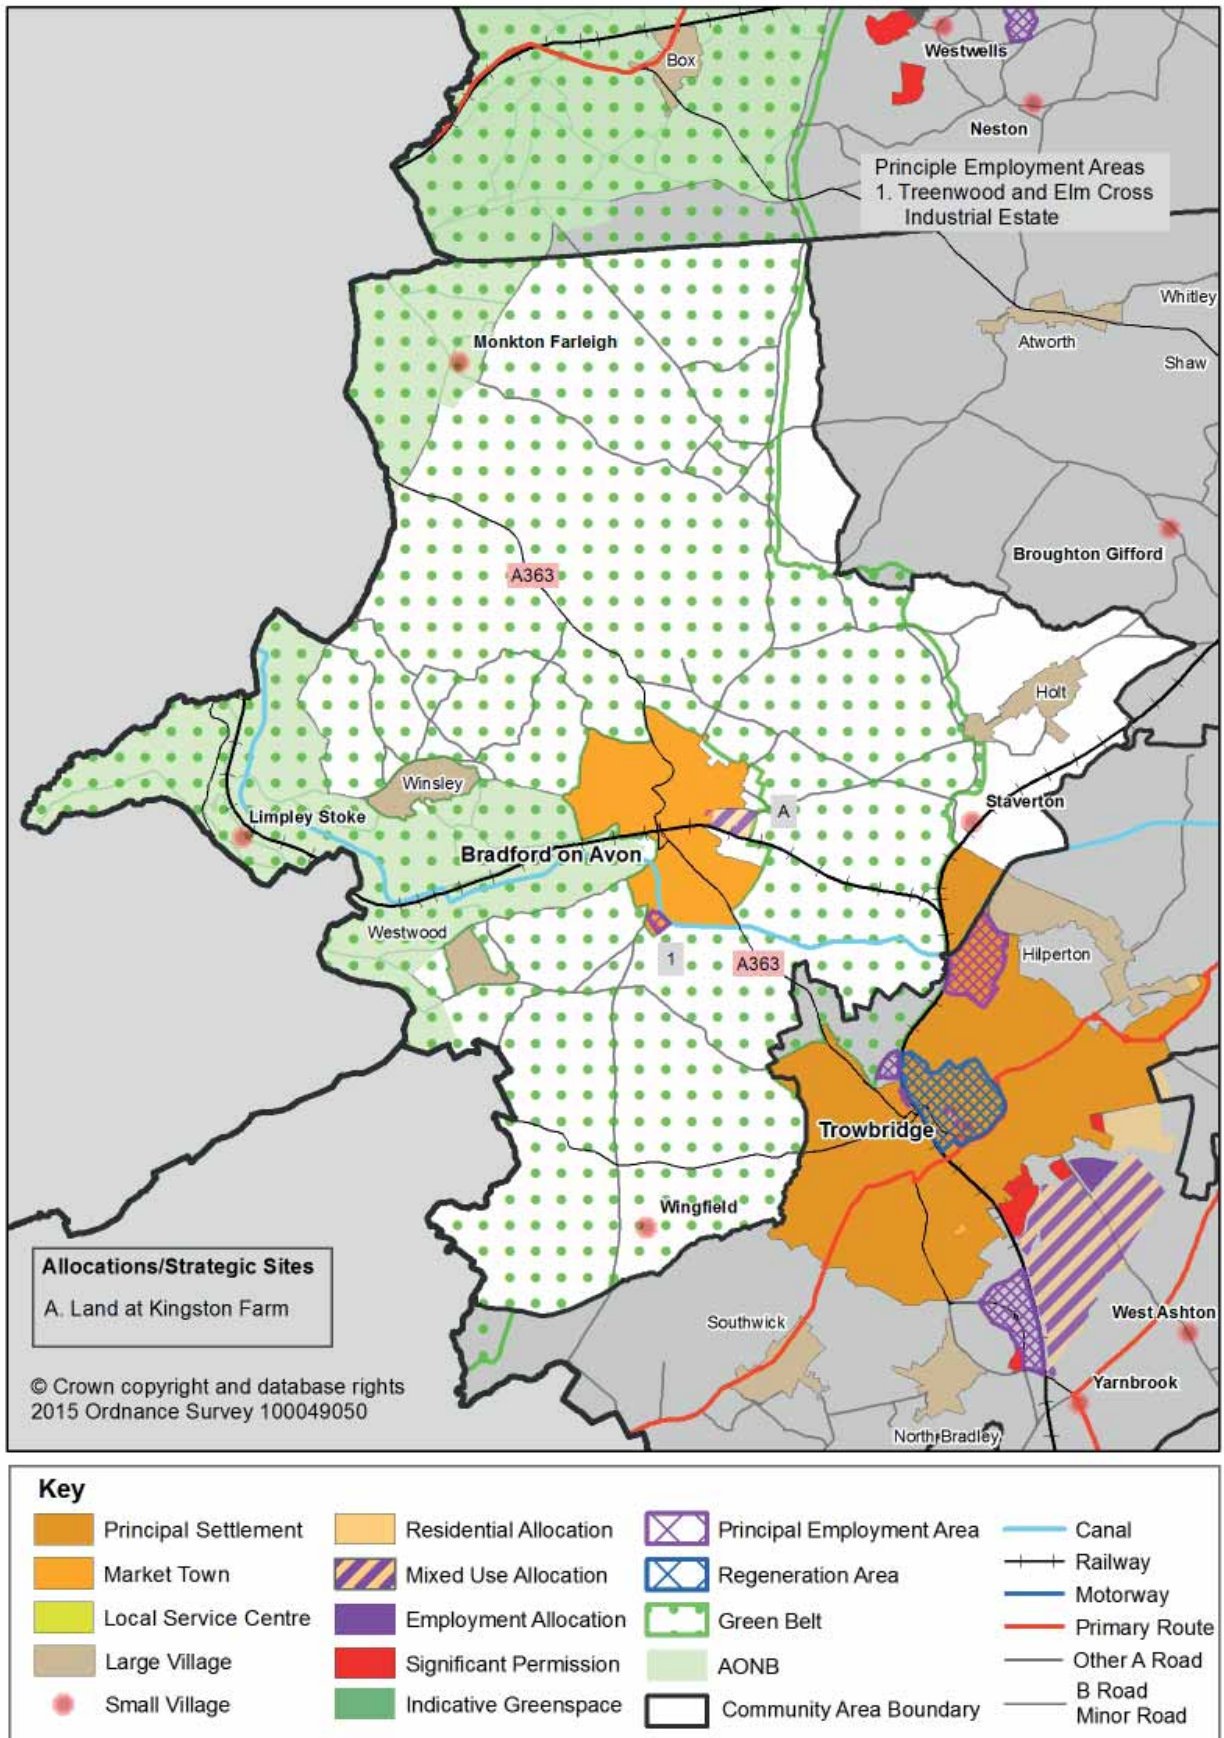 Box
Westwells
Neston
Principle Employment Areas
1. Treenwood and Elm Cross
Industrial Estate
Whitley
Atworth
Shaw
Monkton Farleigh
Broughton Gifford
A363
Holt
Winsley
Staverton
Limpley Stoke
A
Bradford on Avon
Westwood
Hilperton
1
A363
Trowbridge
Wingfield
Allocations/Strategic Sites
A. Land at Kingston Farm
Southwick
West Ashton
Yarnbrook
North Bradley
© Crown copyright and database rights
2015 Ordnance Survey 100049050
Key
Principal Settlement
Market Town
Local Service Centre
Large Village
Small Village
Residential Allocation
Mixed Use Allocation
Employment Allocation
Significant Permission
Indicative Greenspace
Principal Employment Area
Regeneration Area
Green Belt
AONB
Community Area Boundary
Canal
Railway
Motorway
Primary Route
Other A Road
B Road
Minor Road